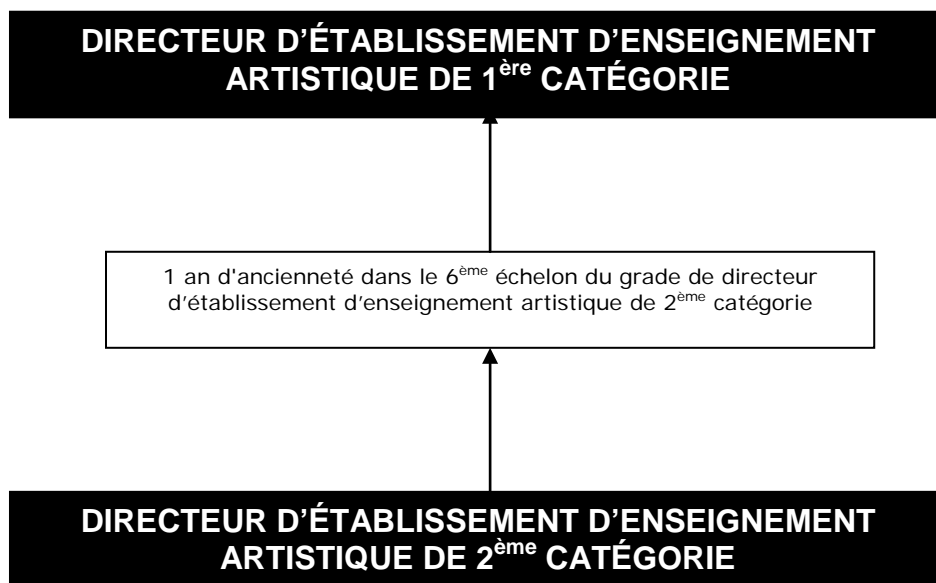 DIRECTEUR D’ÉTABLISSEMENT D’ENSEIGNEMENT
ARTISTIQUE DE 1ère CATÉGORIE
1 an d'ancienneté dans le 6ème échelon du grade de directeur
d’établissement d’enseignement artistique de 2ème catégorie
DIRECTEUR D’ÉTABLISSEMENT D’ENSEIGNEMENT
ARTISTIQUE DE 2ème CATÉGORIE